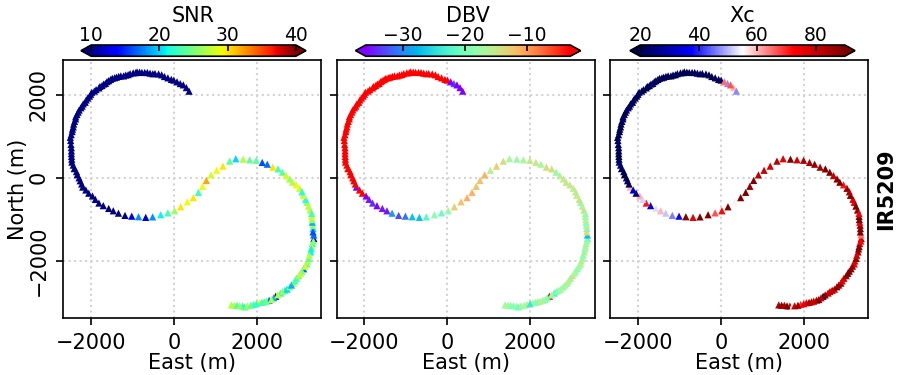 SNR DBV Xc
10 20 30 40 −30 −20 −10 20 40 60 80
2000
0
−2000
North (m)
IR5209
−2000 0 2000 −2000 0 2000 −2000 0 2000
East (m) East (m) East (m)